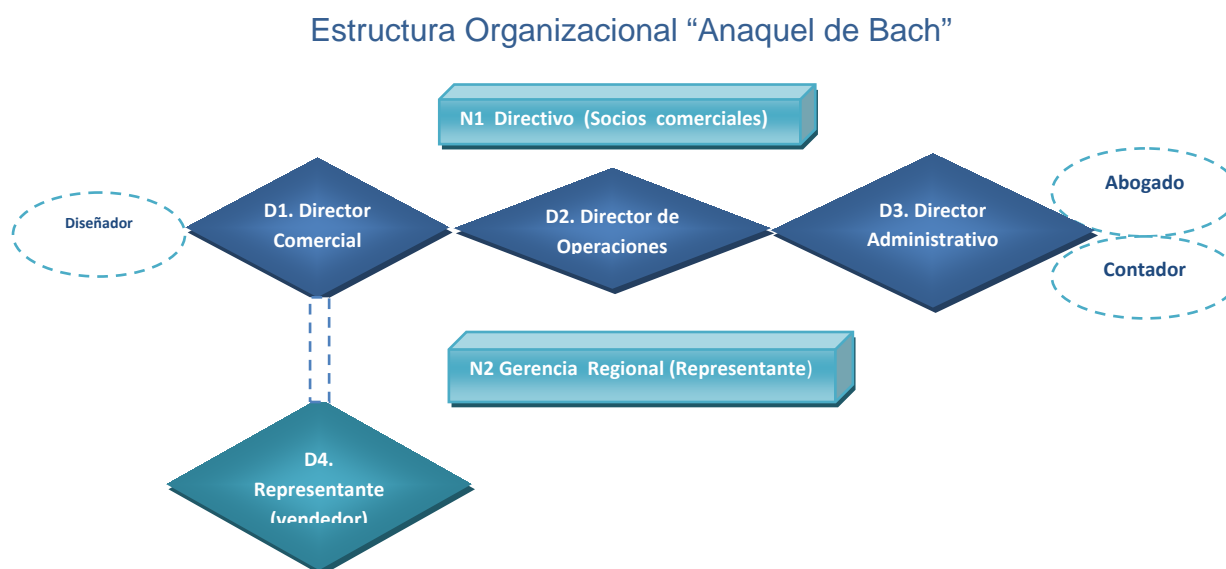 Estructura Organizacional “Anaquel de Bach”
N1 Directivo (Socios comerciales)
Diseñador
D1. Director
Comercial
D2. Director de
Operaciones
D3. Director
Administrativo
Abogado
Contador
N2 Gerencia Regional (Representante)
D4.
Representante
(vendedor)